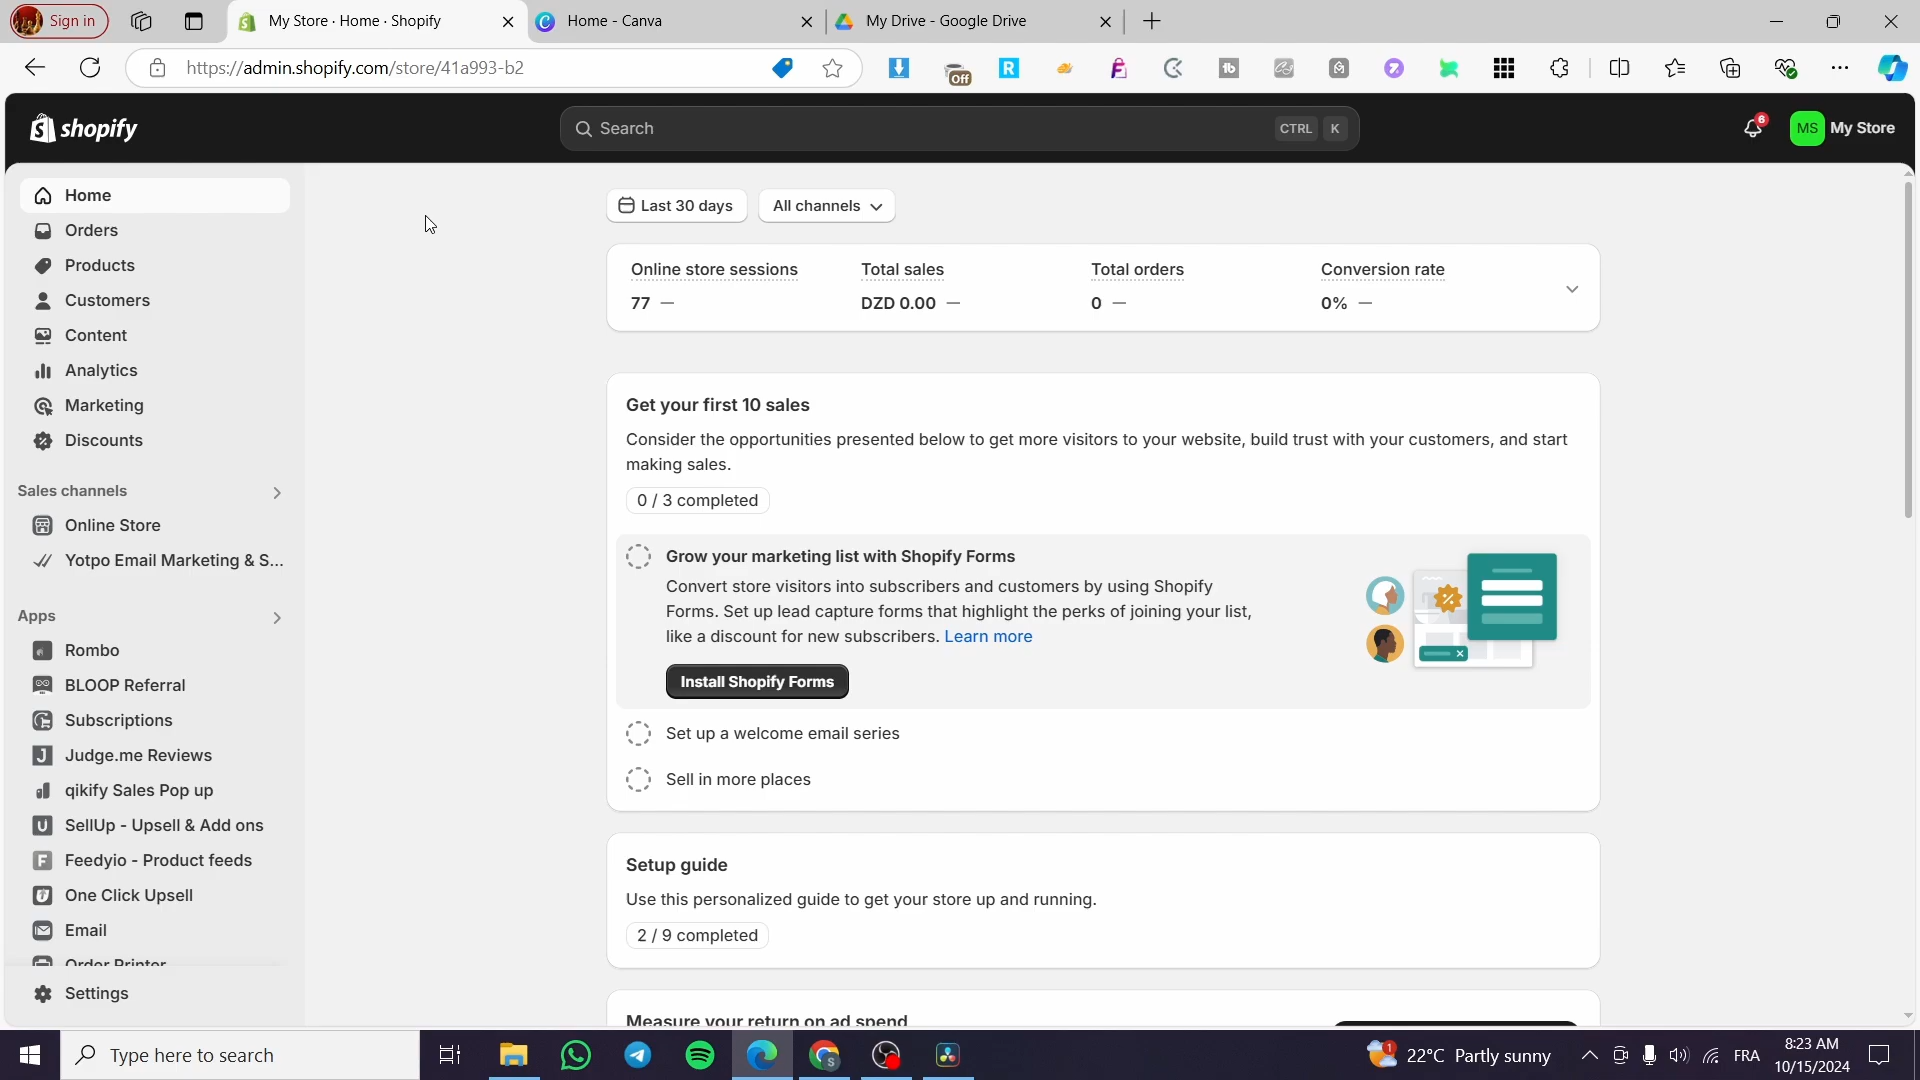 Sign in
My Store · Home · Shopify
Home - Canva
My Drive - Google Drive
https://admin.shopify.com/store/41a993-b2
Off
shopify
Search
CTRL K
6
MS
My Store
Home
Orders
Products
Customers
Content
Analytics
Marketing
Discounts
Sales channels
Online Store
Yotpo Email Marketing & S...
Apps
Rombo
BLOOP Referral
Subscriptions
Judge.me Reviews
qikify Sales Pop up
SellUp - Upsell & Add ons
Feedyio - Product feeds
One Click Upsell
Email
Order Printer
Settings
Last 30 days
All channels
Online store sessions
77 —
Total sales
DZD 0.00 —
Total orders
0 —
Conversion rate
0% —
Get your first 10 sales
Consider the opportunities presented below to get more visitors to your website, build trust with your customers, and start
making sales.
0 / 3 completed
Grow your marketing list with Shopify Forms
Convert store visitors into subscribers and customers by using Shopify
Forms. Set up lead capture forms that highlight the perks of joining your list,
like a discount for new subscribers. Learn more
Install Shopify Forms
Set up a welcome email series
Sell in more places
Setup guide
Use this personalized guide to get your store up and running.
2 / 9 completed
Measure your return on ad spend
Type here to search
1
22°C Partly sunny
FRA
8:23 AM
10/15/2024